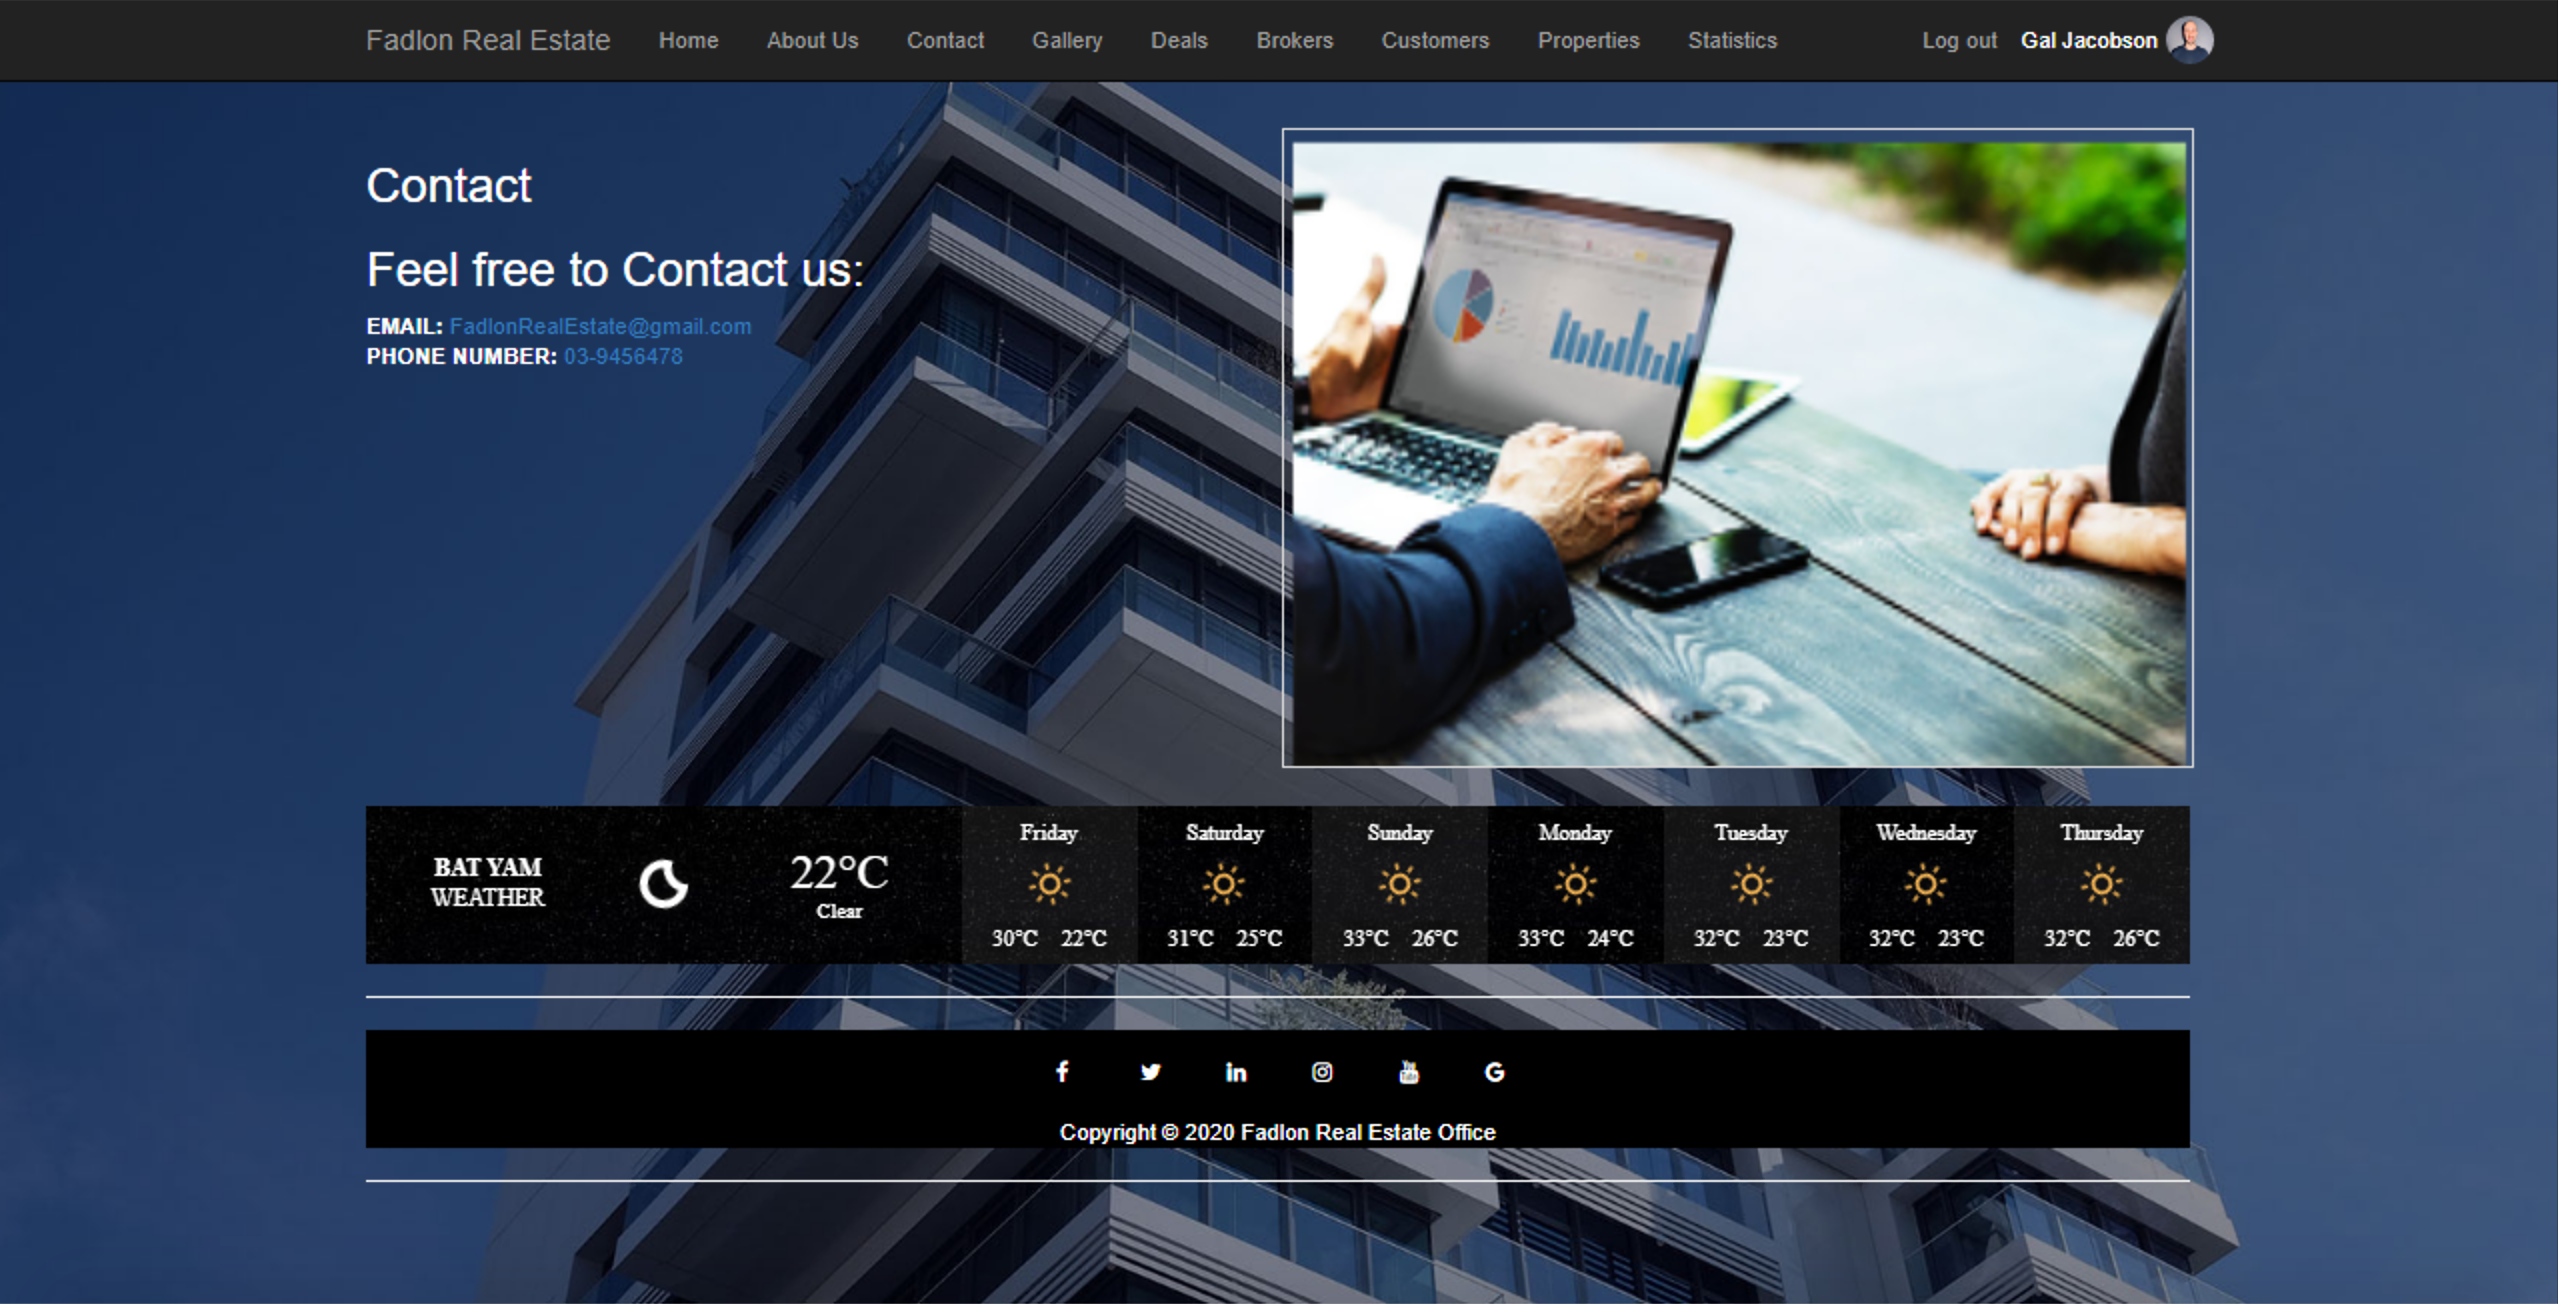 Fadlon Real Estate Home About Us Contact Gallery Deals Brokers Customers Properties Statistics Log out Gal Jacobson
Contact
Feel free to Contact us:
EMAIL: FadlonRealEstate@gmail.com
PHONE NUMBER: 03-9456478
BAT YAM
WEATHER
22°C
Clear
Friday Saturday Sunday Monday Tuesday Wednesday Thursday
30°C 22°C 31°C 25°C 33°C 26°C 33°C 24°C 32°C 23°C 32°C 23°C 32°C 26°C
Copyright © 2020 Fadlon Real Estate Office